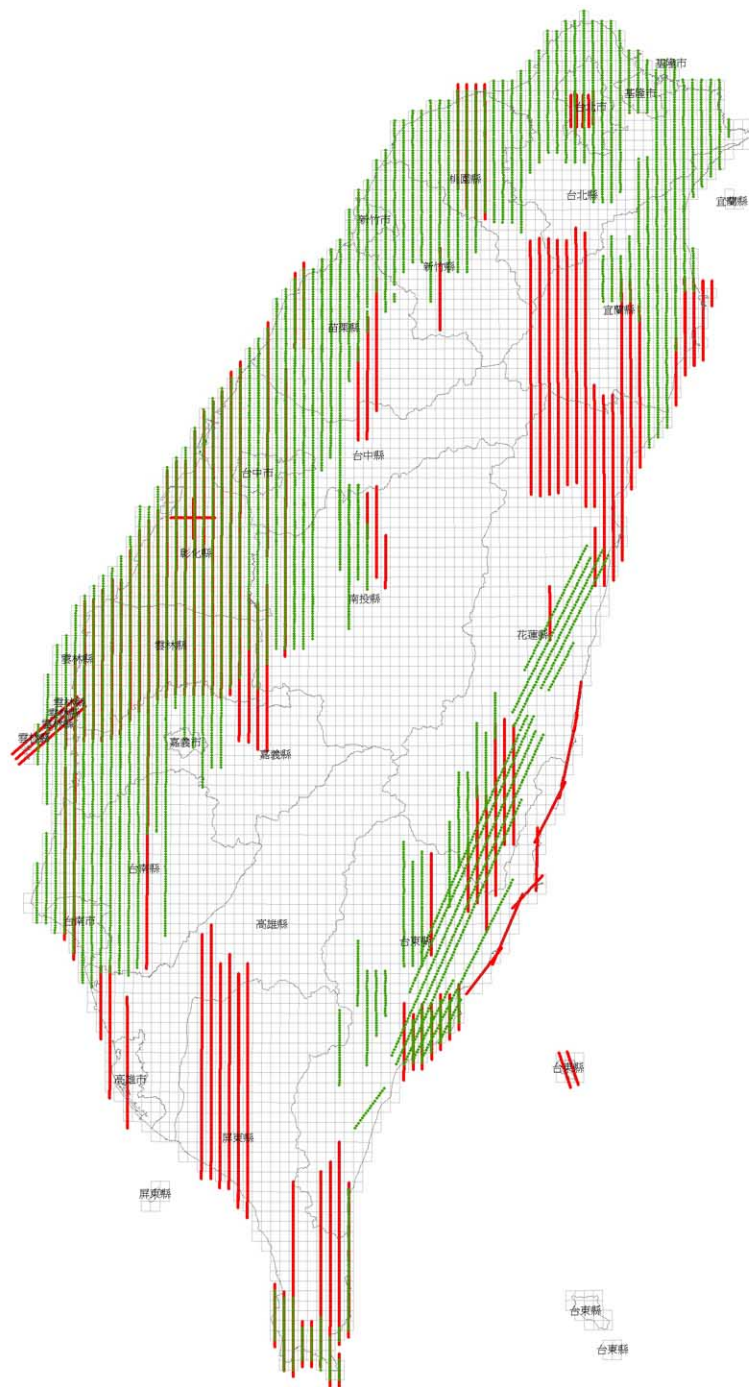 基隆市
基隆市
台北市
桃園縣
台北縣
宜蘭縣
新竹市
新竹縣
宜蘭縣
苗栗縣
台中縣
台中市
彰化縣
南投縣
花蓮縣
雲林縣
雲林縣
嘉義市
嘉義縣
台南縣
台南市
高雄縣
台東縣
台東縣
高雄市
屏東縣
屏東縣
台東縣
台東縣